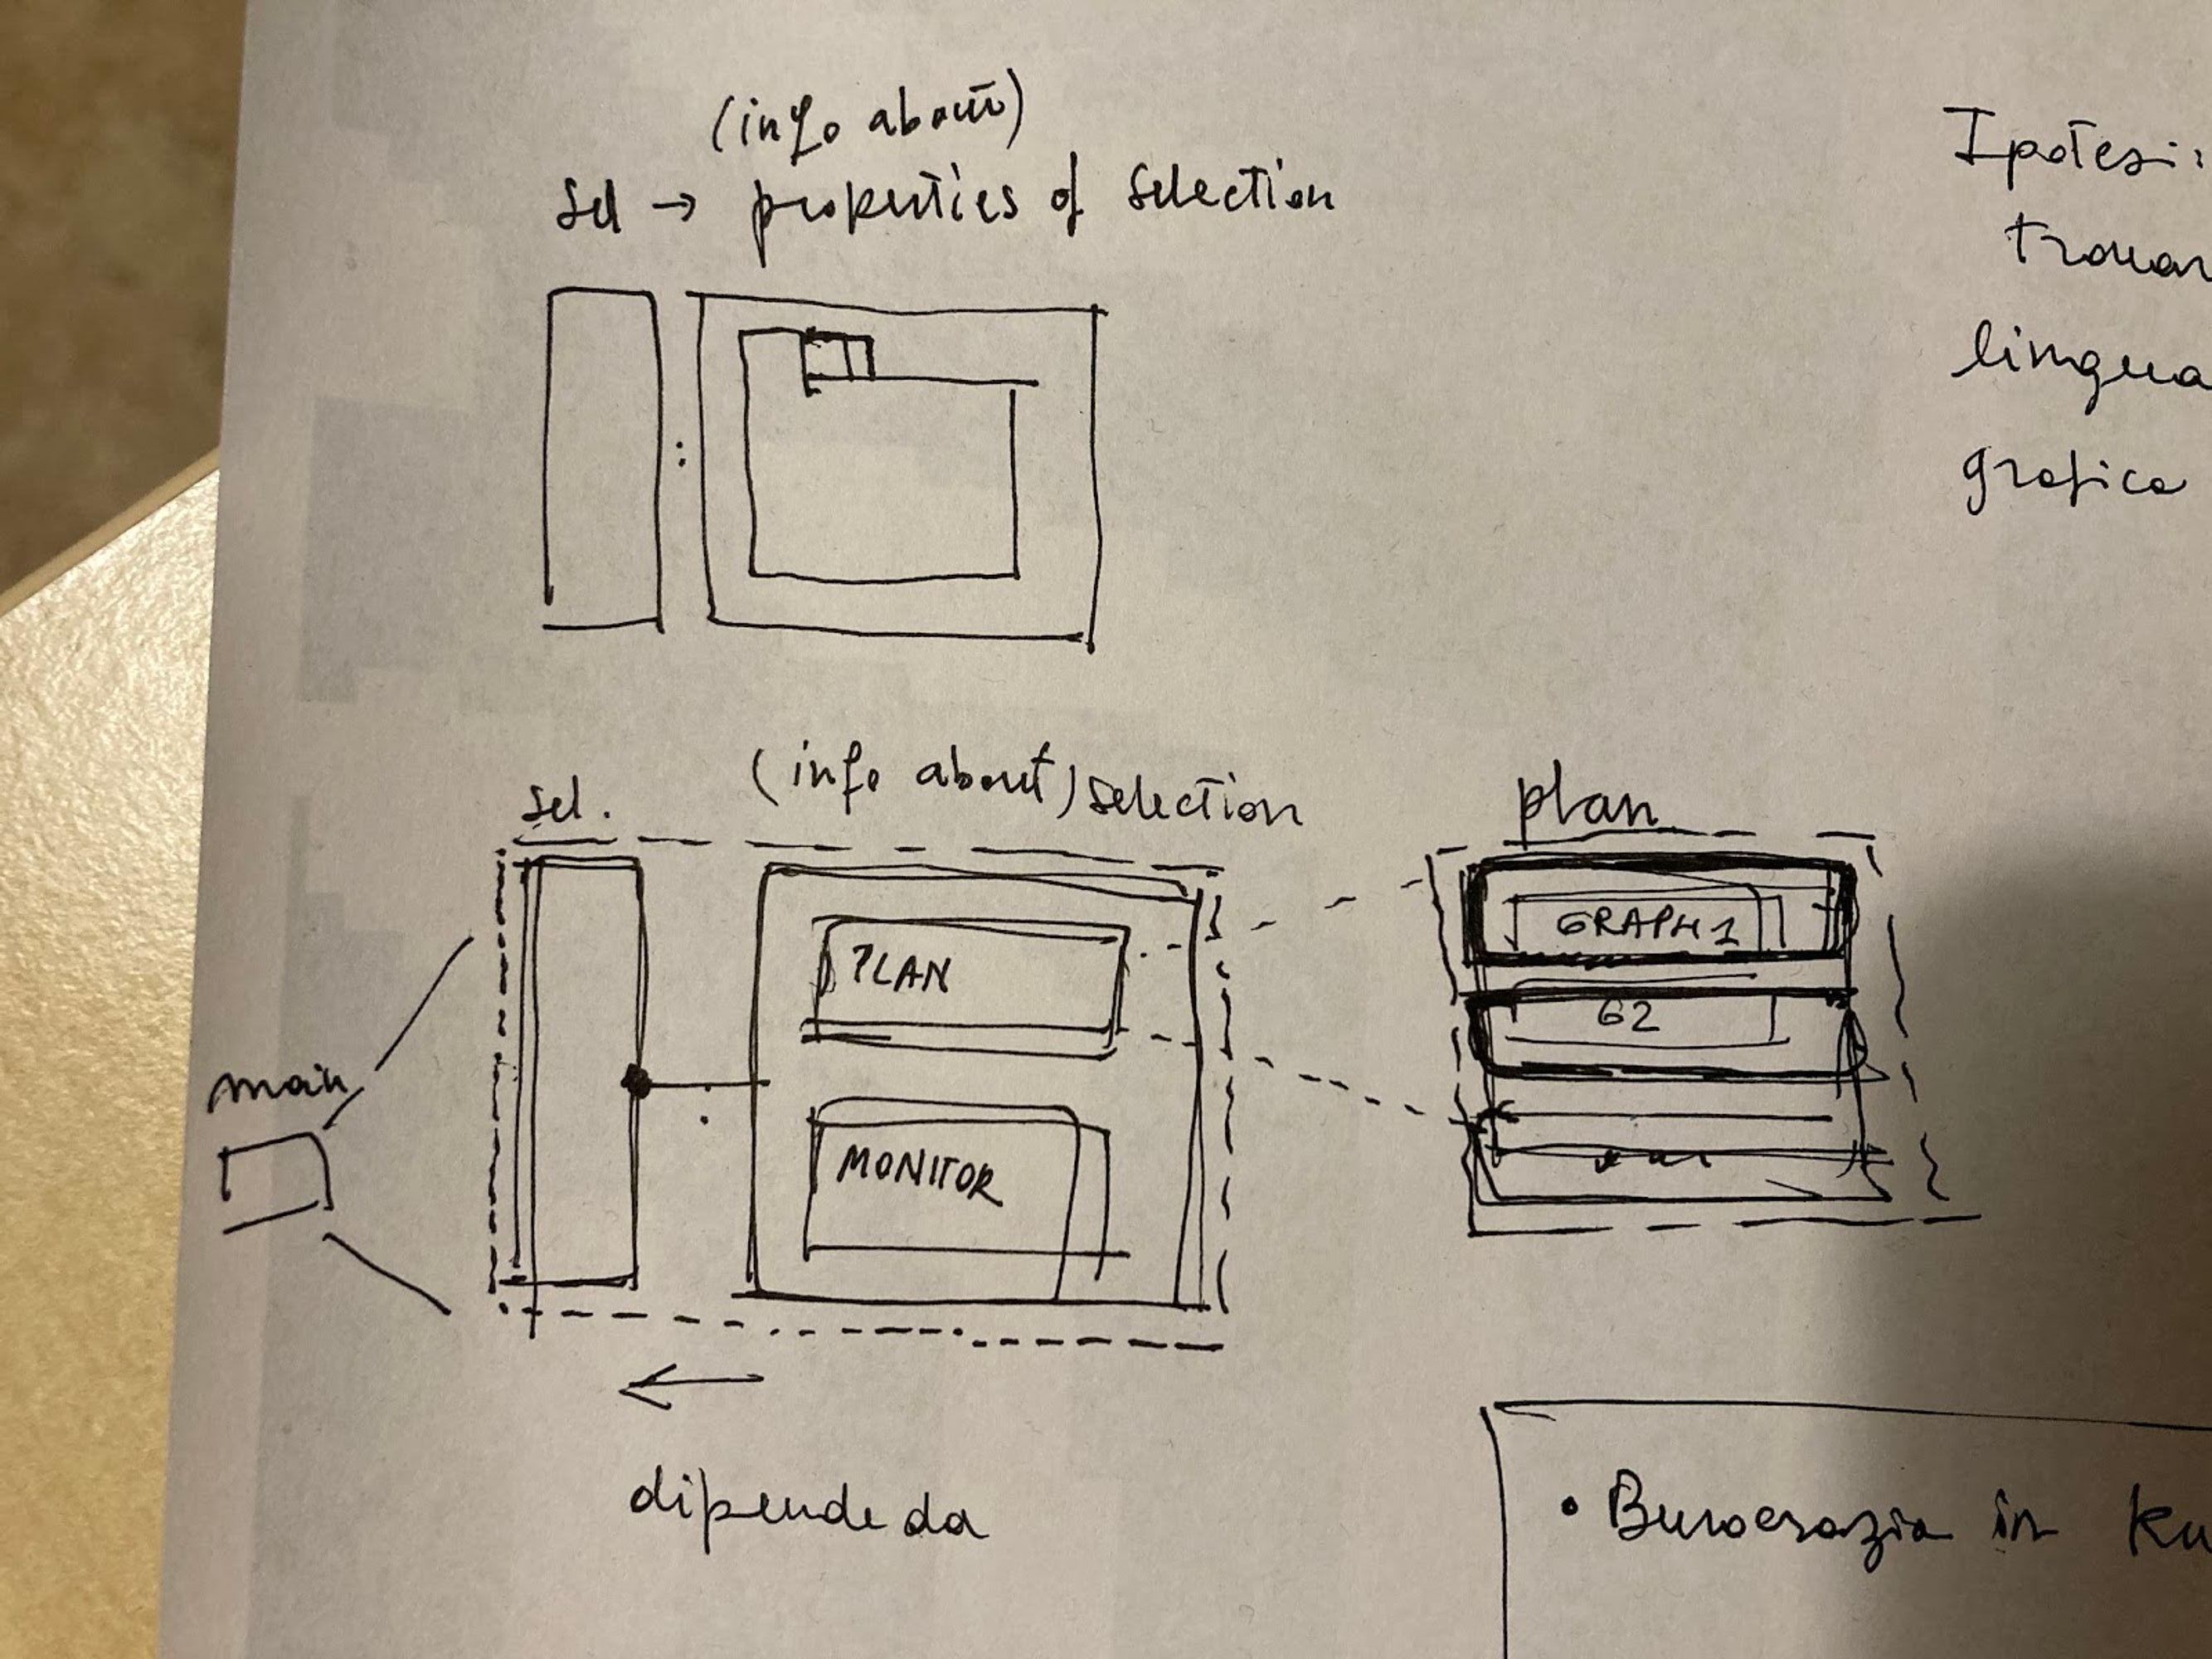 (info about)
sel → properties of selection
Ipotesi:
trovar
lingua
grafica
sel.
(info about) selection
plan
main
PLAN
MONITOR
GRAPH 1
G2
←
dipende da
• Burocrazia in Ku